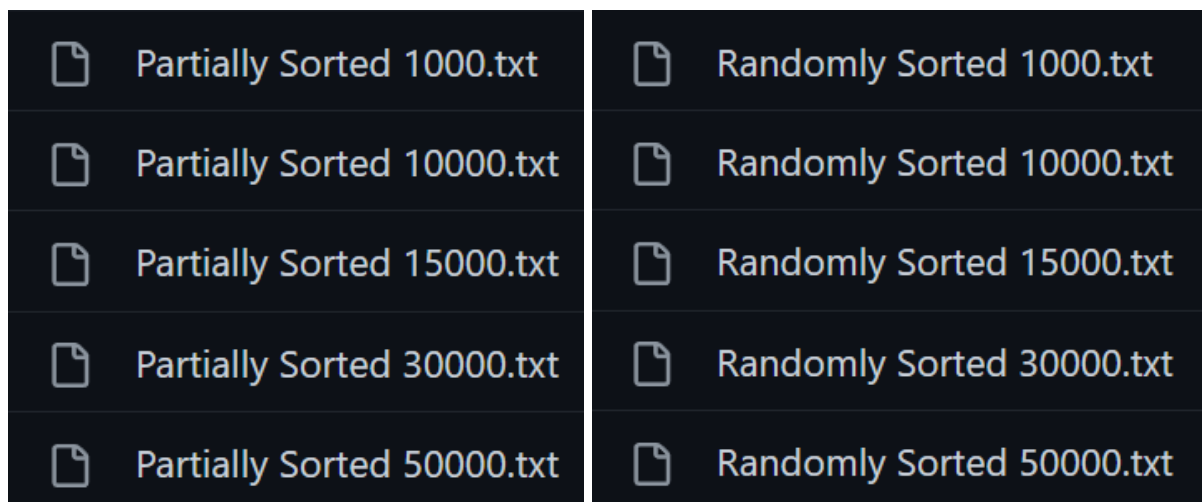 Partially Sorted 1000.txt
Partially Sorted 10000.txt
Partially Sorted 15000.txt
Partially Sorted 30000.txt
Partially Sorted 50000.txt
Randomly Sorted 1000.txt
Randomly Sorted 10000.txt
Randomly Sorted 15000.txt
Randomly Sorted 30000.txt
Randomly Sorted 50000.txt